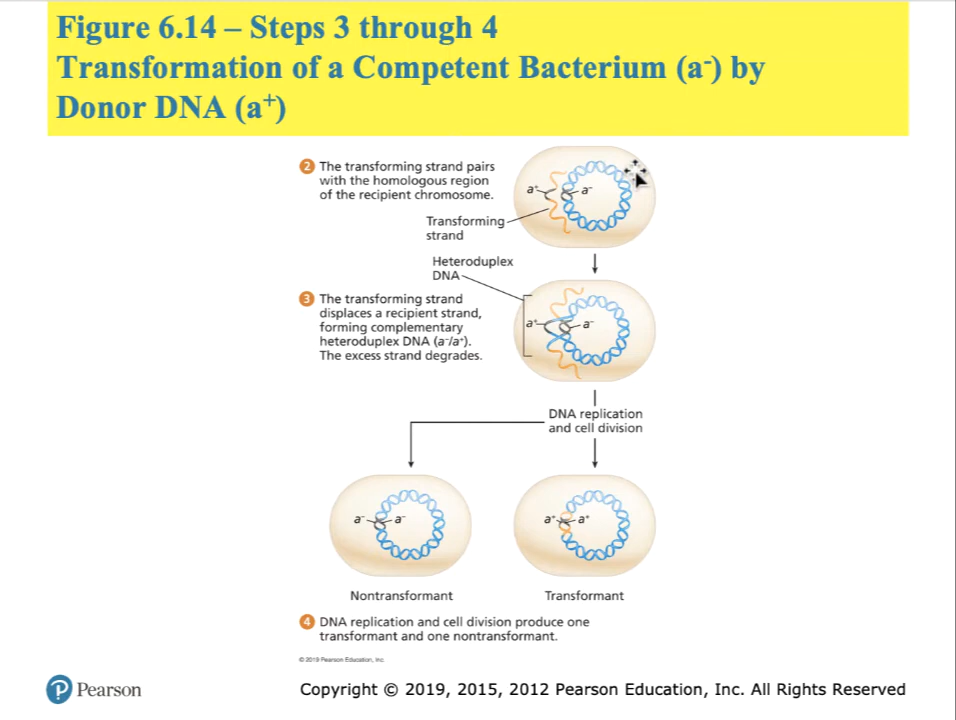 Figure 6.14 – Steps 3 through 4
Transformation of a Competent Bacterium (a⁻) by
Donor DNA (a⁺)
2 The transforming strand pairs
with the homologous region
of the recipient chromosome.
a⁺ a⁻
Transforming
strand
Heteroduplex
DNA
3 The transforming strand
displaces a recipient strand,
forming complementary
heteroduplex DNA (a⁻/a⁺).
The excess strand degrades.
a⁺ a⁻
DNA replication
and cell division
a⁻ a⁻
a⁺ a⁺
Nontransformant
Transformant
4 DNA replication and cell division produce one
transformant and one nontransformant.
© 2019 Pearson Education, Inc.
P Pearson
Copyright © 2019, 2015, 2012 Pearson Education, Inc. All Rights Reserved